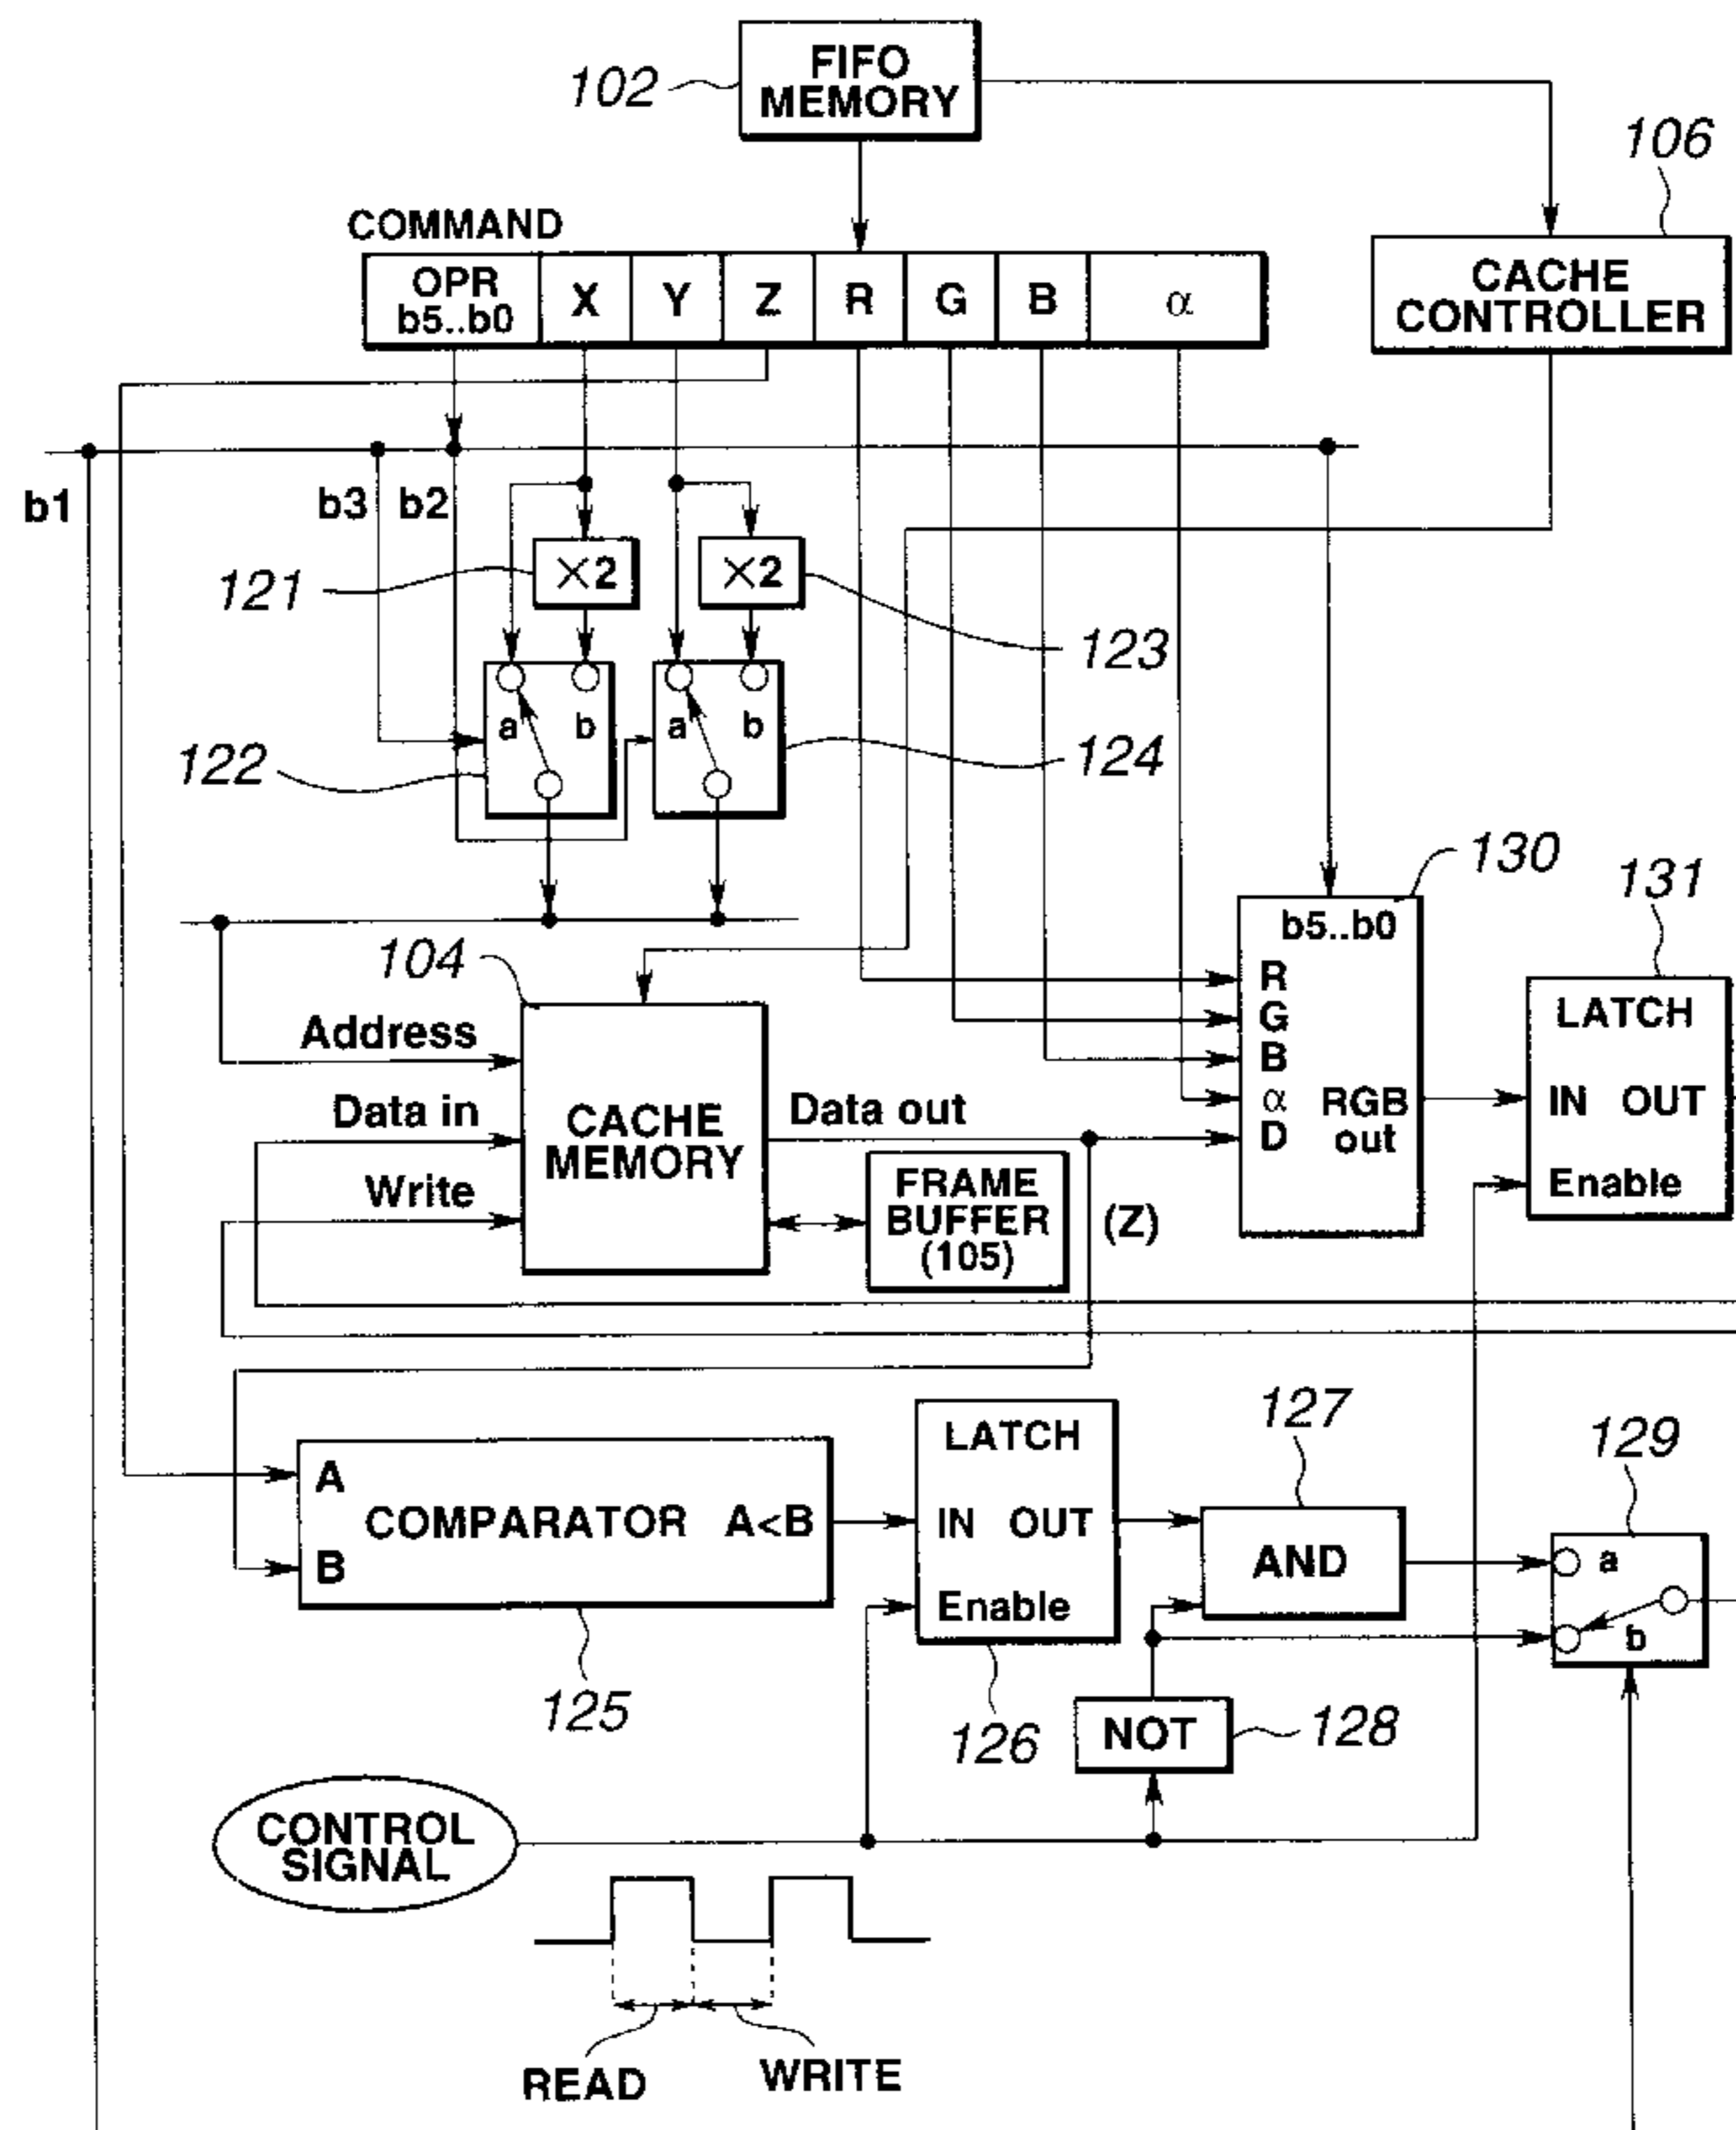 FIFO
MEMORY
102
106
COMMAND
OPR
b5..b0
X
Y
Z
R
G
B
α
CACHE
CONTROLLER
b1
b3
b2
×2
×2
121
123
a
b
a
b
122
124
130
131
b5..b0
R
G
B
α
D
RGB
out
LATCH
IN OUT
Enable
104
Address
Data in
Write
CACHE
MEMORY
Data out
FRAME
BUFFER
(105)
(Z)
127
129
LATCH
IN OUT
Enable
A
COMPARATOR A<B
B
AND
a
b
125
126
NOT
128
CONTROL
SIGNAL
READ
WRITE